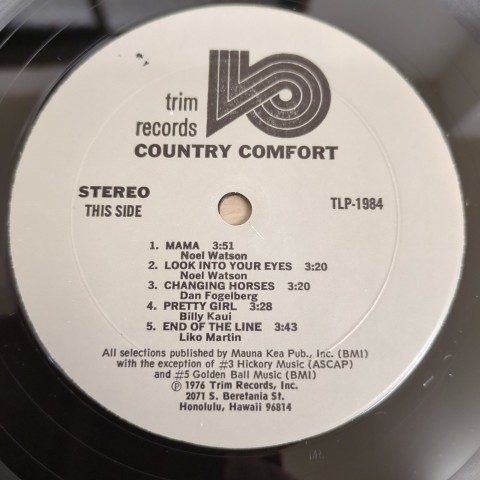 trim
records
COUNTRY COMFORT
STEREO
THIS SIDE
TLP-1984
1. MAMA 3:51
Noel Watson
2. LOOK INTO YOUR EYES 3:20
Noel Watson
3. CHANGING HORSES 3:20
Dan Fogelberg
4. PRETTY GIRL 3:28
Billy Kaui
5. END OF THE LINE 3:43
Liko Martin
All selections published by Mauna Kea Pub., Inc. (BMI)
with the exception of #3 Hickory Music (ASCAP)
and #5 Golden Ball Music (BMI)
Ⓟ 1976 Trim Records, Inc.
2071 S. Beretania St.
Honolulu, Hawaii 96814